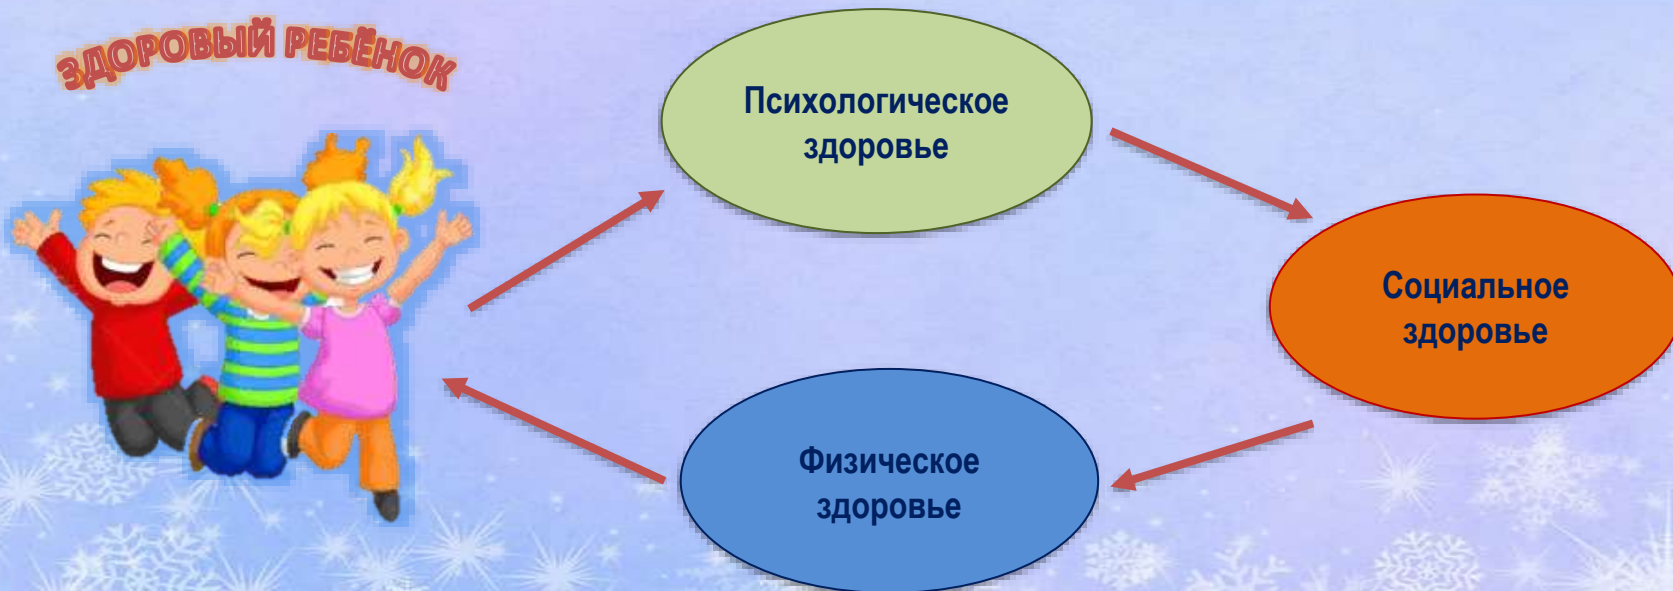 ЗДОРОВЫЙ РЕБЁНОК
Психологическое
здоровье
Социальное
здоровье
Физическое
здоровье